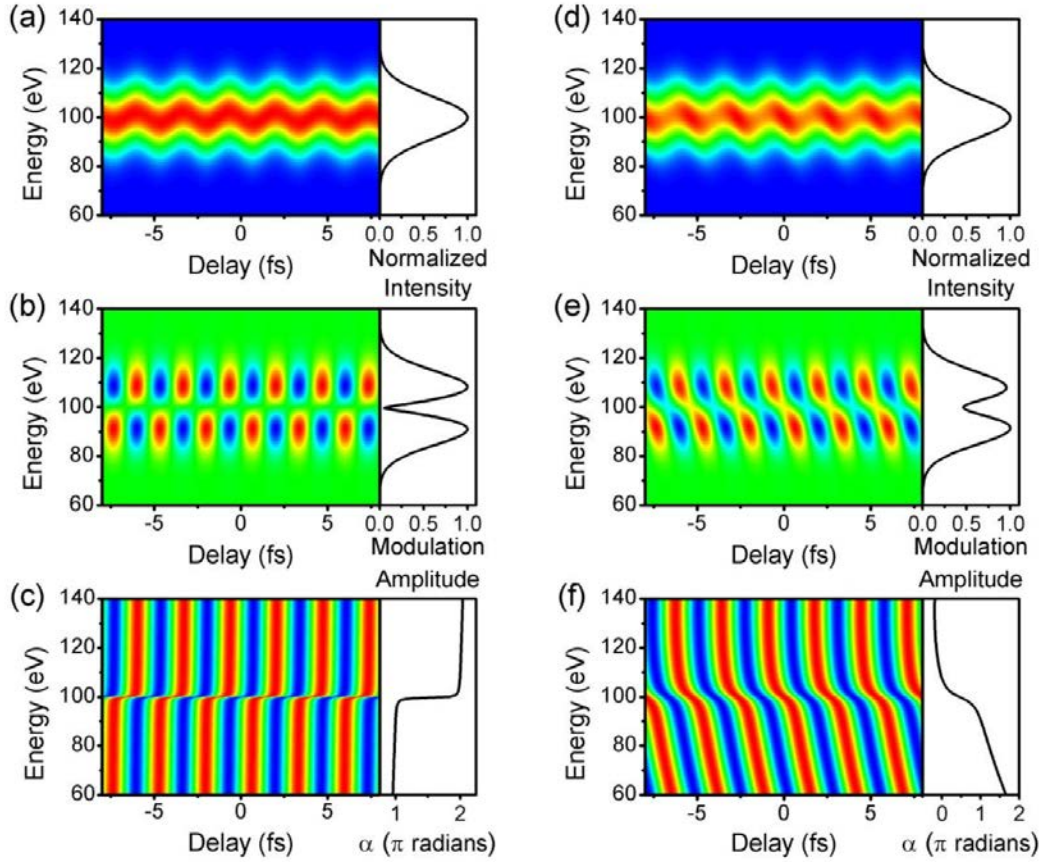 (a)
Energy (eV)
140
120
100
80
60
-5 0 5 0.0 0.5 1.0
Delay (fs) Normalized
Intensity
(d)
Energy (eV)
140
120
100
80
60
-5 0 5 0.0 0.5 1.0
Delay (fs) Normalized
Intensity
(b)
Energy (eV)
140
120
100
80
60
-5 0 5 0.0 0.5 1.0
Delay (fs) Modulation
Amplitude
(e)
Energy (eV)
140
120
100
80
60
-5 0 5 0.0 0.5 1.0
Delay (fs) Modulation
Amplitude
(c)
Energy (eV)
140
120
100
80
60
-5 0 5 1 2
Delay (fs) α (π radians)
(f)
Energy (eV)
140
120
100
80
60
-5 0 5 0 1 2
Delay (fs) α (π radians)